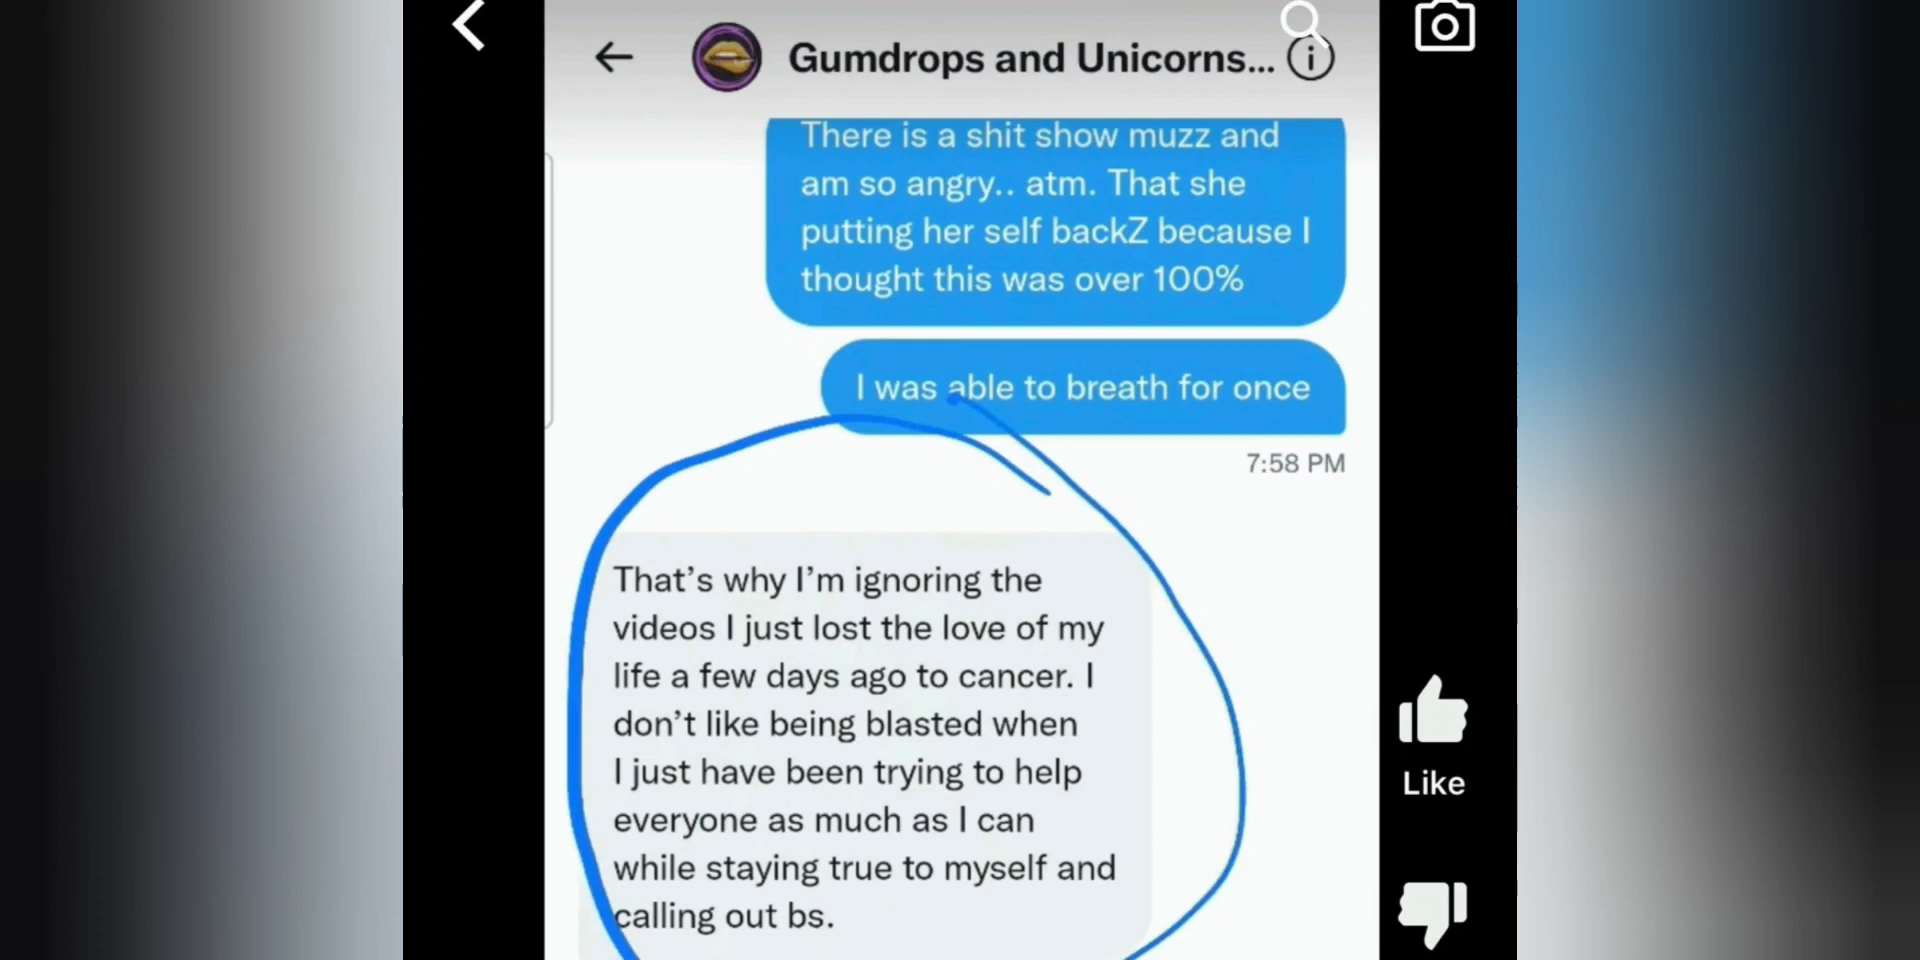 Gumdrops and Unicorns...
There is a shit show muzz and
am so angry.. atm. That she
putting her self backZ because I
thought this was over 100%
I was able to breath for once
7:58 PM
That's why I'm ignoring the
videos I just lost the love of my
life a few days ago to cancer. I
don't like being blasted when
I just have been trying to help
everyone as much as I can
while staying true to myself and
calling out bs.
Like